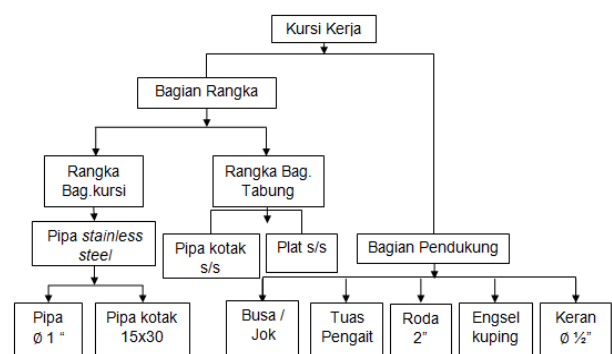 Kursi Kerja
Bagian Rangka
Rangka
Bag.kursi
Rangka Bag.
Tabung
Pipa stainless
steel
Pipa kotak
s/s
Plat s/s
Bagian Pendukung
Pipa
Ø 1 “
Pipa kotak
15x30
Busa /
Jok
Tuas
Pengait
Roda
2”
Engsel
kuping
Keran
Ø ½”